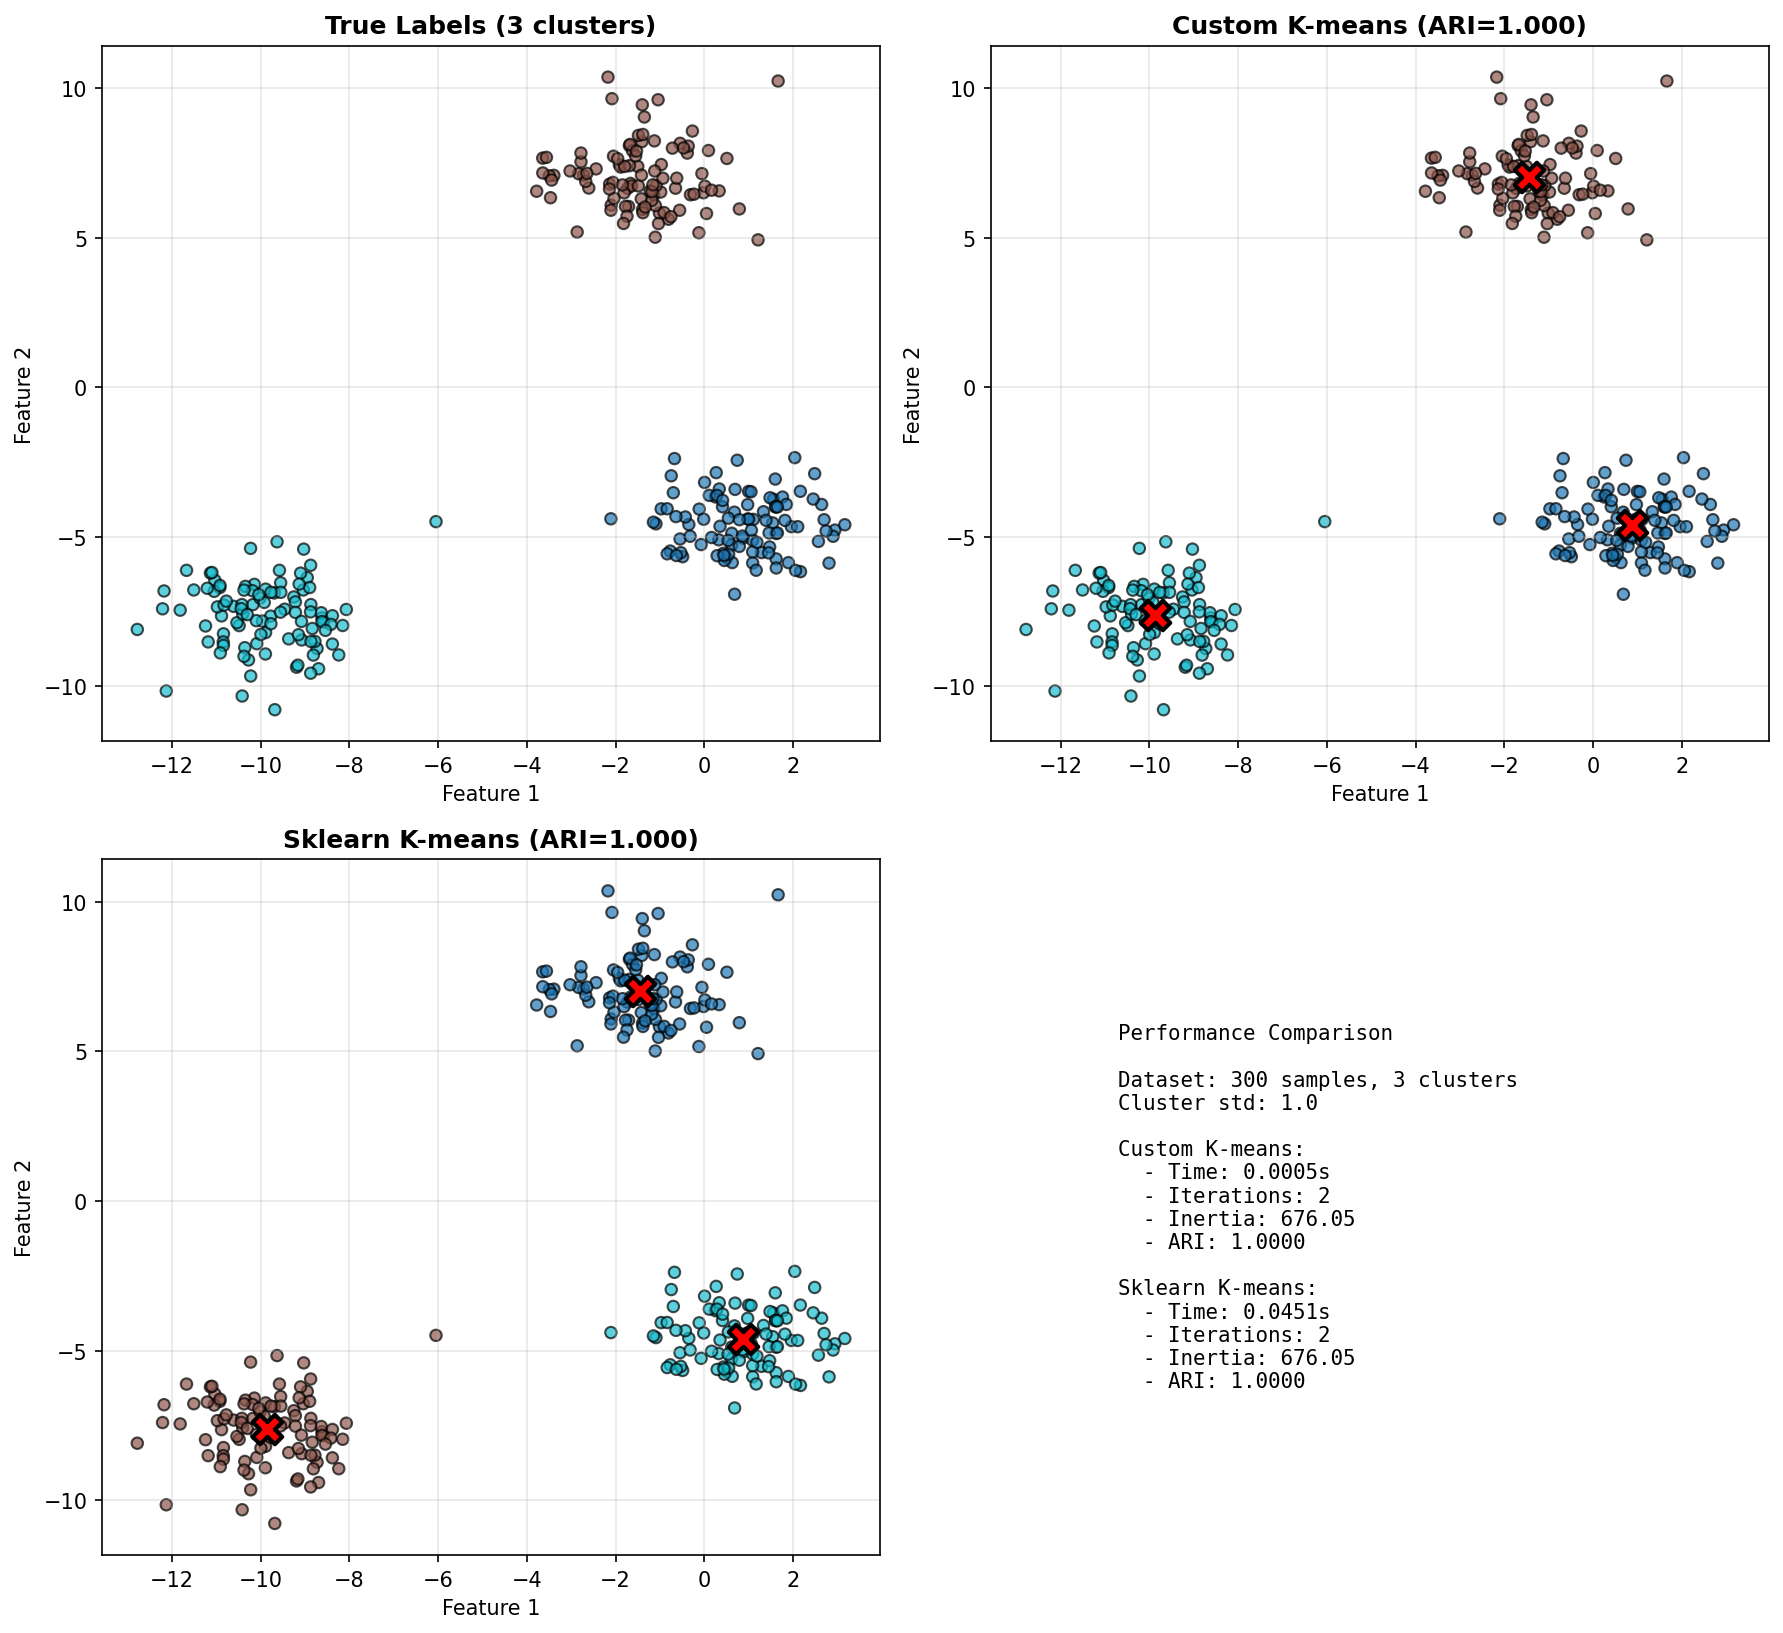 True Labels (3 clusters)
10
5
0
−5
−10
Feature 2
−12 −10 −8 −6 −4 −2 0 2
Feature 1
Custom K-means (ARI=1.000)
10
5
0
−5
−10
Feature 2
−12 −10 −8 −6 −4 −2 0 2
Feature 1
Sklearn K-means (ARI=1.000)
10
5
0
−5
−10
Feature 2
−12 −10 −8 −6 −4 −2 0 2
Feature 1
Performance Comparison
Dataset: 300 samples, 3 clusters
Cluster std: 1.0
Custom K-means:
- Time: 0.0005s
- Iterations: 2
- Inertia: 676.05
- ARI: 1.0000
Sklearn K-means:
- Time: 0.0451s
- Iterations: 2
- Inertia: 676.05
- ARI: 1.0000